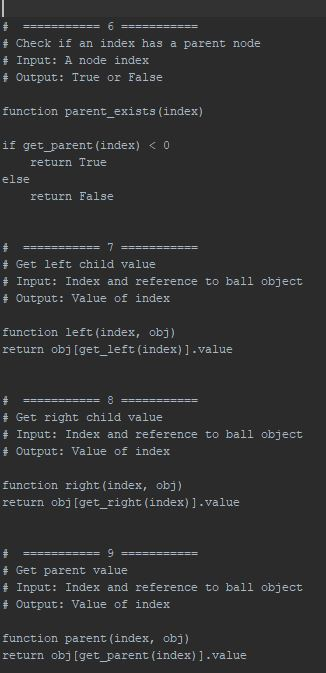 #  =========== 6 ===========
# Check if an index has a parent node
# Input: A node index
# Output: True or False
function parent_exists(index)
if get_parent(index) < 0
    return True
else
    return False
#  =========== 7 ===========
# Get left child value
# Input: Index and reference to ball object
# Output: Value of index
function left(index, obj)
return obj[get_left(index)].value
#  =========== 8 ===========
# Get right child value
# Input: Index and reference to ball object
# Output: Value of index
function right(index, obj)
return obj[get_right(index)].value
#  =========== 9 ===========
# Get parent value
# Input: Index and reference to ball object
# Output: Value of index
function parent(index, obj)
return obj[get_parent(index)].value